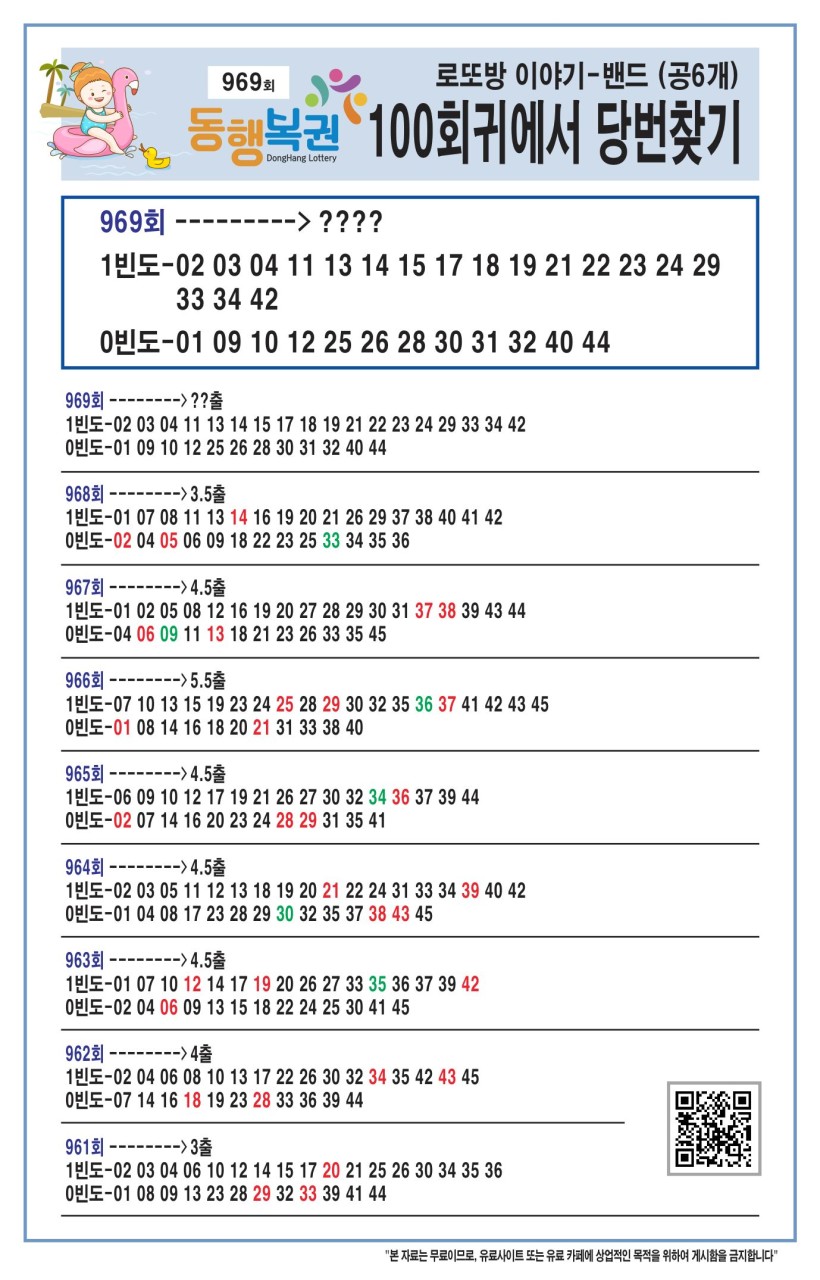 969회
로또방 이야기-밴드 (공6개)
동행복권
DongHang Lottery
100회귀에서 당번찾기
969회 ---------> ????
1빈도-02 03 04 11 13 14 15 17 18 19 21 22 23 24 29
33 34 42
0빈도-01 09 10 12 25 26 28 30 31 32 40 44
969회 --------> ??출
1빈도-02 03 04 11 13 14 15 17 18 19 21 22 23 24 29 33 34 42
0빈도-01 09 10 12 25 26 28 30 31 32 40 44
968회 --------> 3.5출
1빈도-01 07 08 11 13 14 16 19 20 21 26 29 37 38 40 41 42
0빈도-02 04 05 06 09 18 22 23 25 33 34 35 36
967회 --------> 4.5출
1빈도-01 02 05 08 12 16 19 20 27 28 29 30 31 37 38 39 43 44
0빈도-04 06 09 11 13 18 21 23 26 33 35 45
966회 --------> 5.5출
1빈도-07 10 13 15 19 23 24 25 28 29 30 32 35 36 37 41 42 43 45
0빈도-01 08 14 16 18 20 21 31 33 38 40
965회 --------> 4.5출
1빈도-06 09 10 12 17 19 21 26 27 30 32 34 36 37 39 44
0빈도-02 07 14 16 20 23 24 28 29 31 35 41
964회 --------> 4.5출
1빈도-02 03 05 11 12 13 18 19 20 21 22 24 31 33 34 39 40 42
0빈도-01 04 08 17 23 28 29 30 32 35 37 38 43 45
963회 --------> 4.5출
1빈도-01 07 10 12 14 17 19 20 26 27 33 35 36 37 39 42
0빈도-02 04 06 09 13 15 18 22 24 25 30 41 45
962회 --------> 4출
1빈도-02 04 06 08 10 13 17 22 26 30 32 34 35 42 43 45
0빈도-07 14 16 18 19 23 28 33 36 39 44
961회 --------> 3출
1빈도-02 03 04 06 10 12 14 15 17 20 21 25 26 30 34 35 36
0빈도-01 08 09 13 23 28 29 32 33 39 41 44
"본 자료는 무료이므로, 유료사이트 또는 유료 카페에 상업적인 목적을 위하여 게시함을 금지합니다"